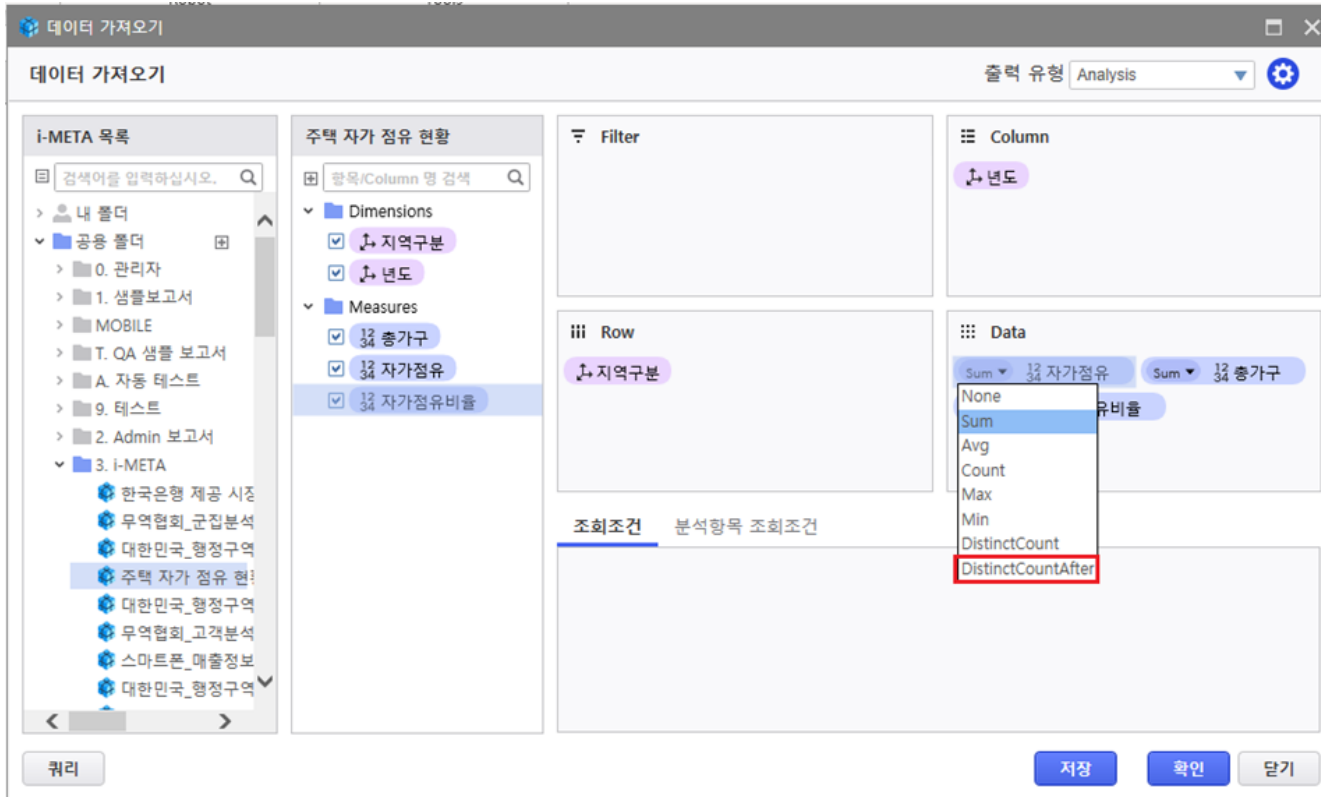 데이터 가져오기
데이터 가져오기
출력 유형 Analysis
i-META 목록
검색어를 입력하십시오.
내 폴더
공용 폴더
0. 관리자
1. 샘플보고서
MOBILE
T. QA 샘플 보고서
A. 자동 테스트
9. 테스트
2. Admin 보고서
3. i-META
한국은행 제공 시장
무역협회_군집분석
대한민국_행정구역
주택 자가 점유 현
대한민국_행정구역
무역협회_고객분석
스마트폰_매출정보
대한민국_행정구역
주택 자가 점유 현황
항목/Column 명 검색
Dimensions
지역구분
년도
Measures
12 34 총가구
12 34 자가점유
12 34 자가점유비율
Filter
Column
년도
Row
지역구분
Data
Sum 12 34 자가점유 Sum 12 34 총가구
유비율
None
Sum
Avg
Count
Max
Min
DistinctCount
DistinctCountAfter
조회조건 분석항목 조회조건
쿼리 저장 확인 닫기